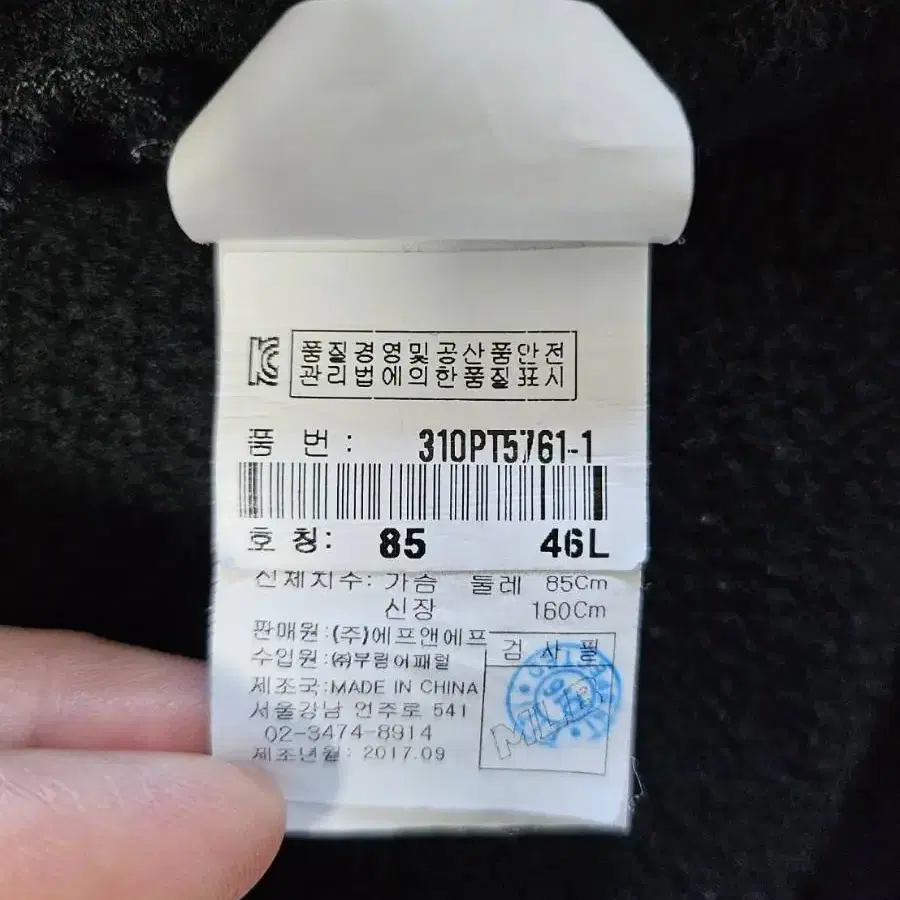 품질경영및공산품안전
관리법에의한품질표시
품 번 : 310PT5761-1
호 칭: 85 46L
신체치수: 가슴 둘레 85Cm
신장 160Cm
판매원:(주)에프앤에프
수입원:㈜부림어패럴
제조국:MADE IN CHINA
서울강남 언주로 541
02-3474-8914
제조년월: 2017.09
검 사 필